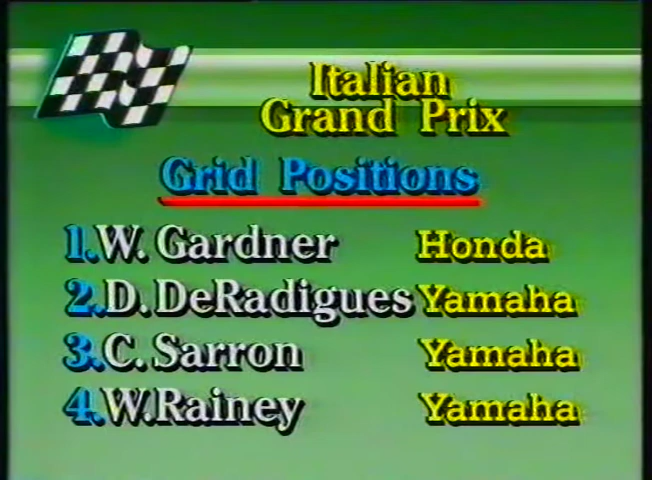 Italian
Grand Prix
Grid Positions
1.W. Gardner Honda
2.D. DeRadigues Yamaha
3.C. Sarron Yamaha
4.W.Rainey Yamaha